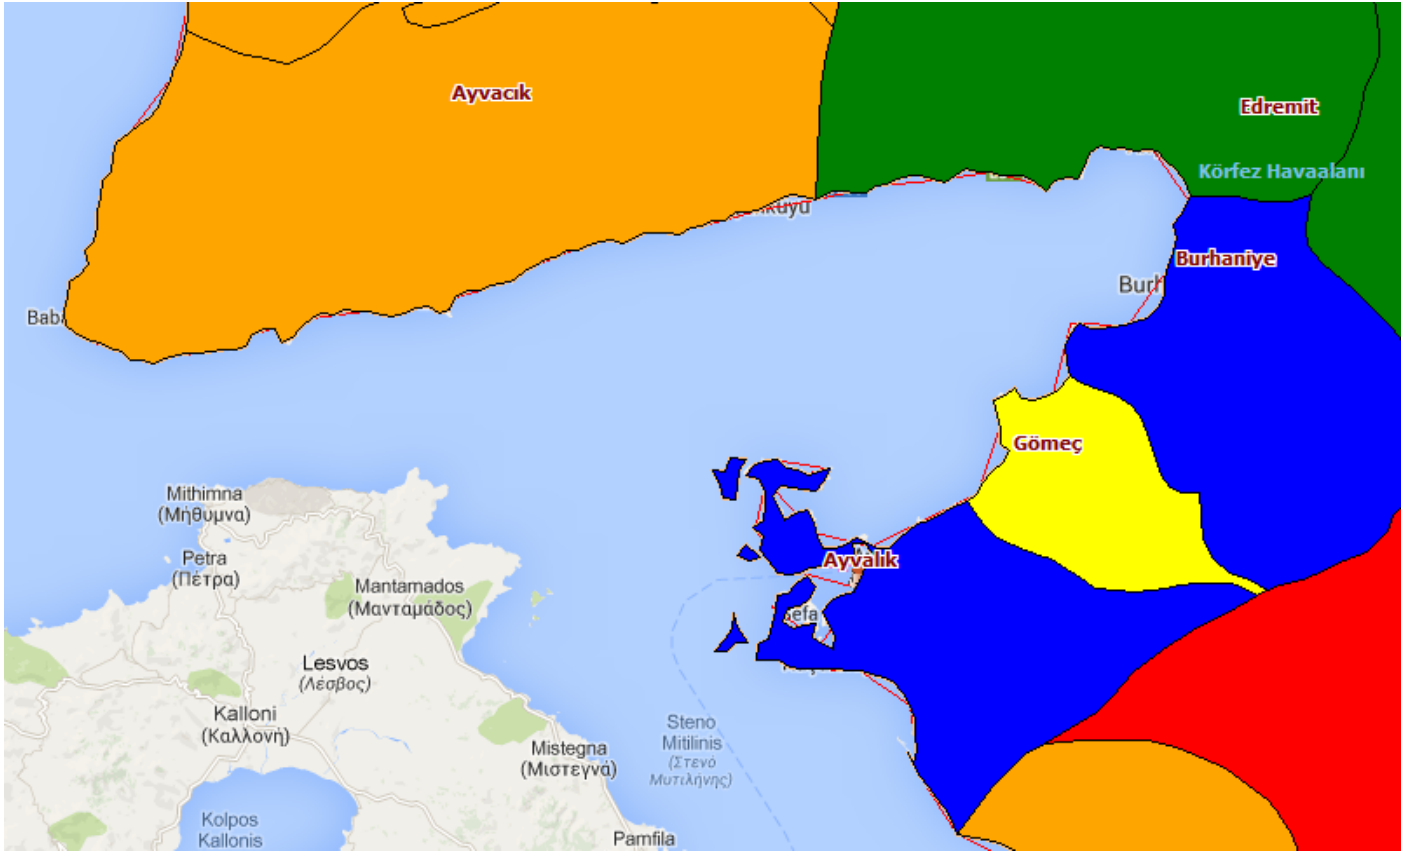 Ayvacık
Edremit
Körfez Havaalanı
Burhaniye
Gömeç
Mithimna
(Μήθυμνα)
Petra
(Πέτρα)
Mantamados
(Μανταμάδος)
Ayvalık
Lesvos
(Λέσβος)
Kalloni
(Καλλονή)
Steno
Mitilinis
(Στενό
Μυτιλήνης)
Mistegna
(Μιστεγνά)
Kolpos
Kallonis
Pamfila